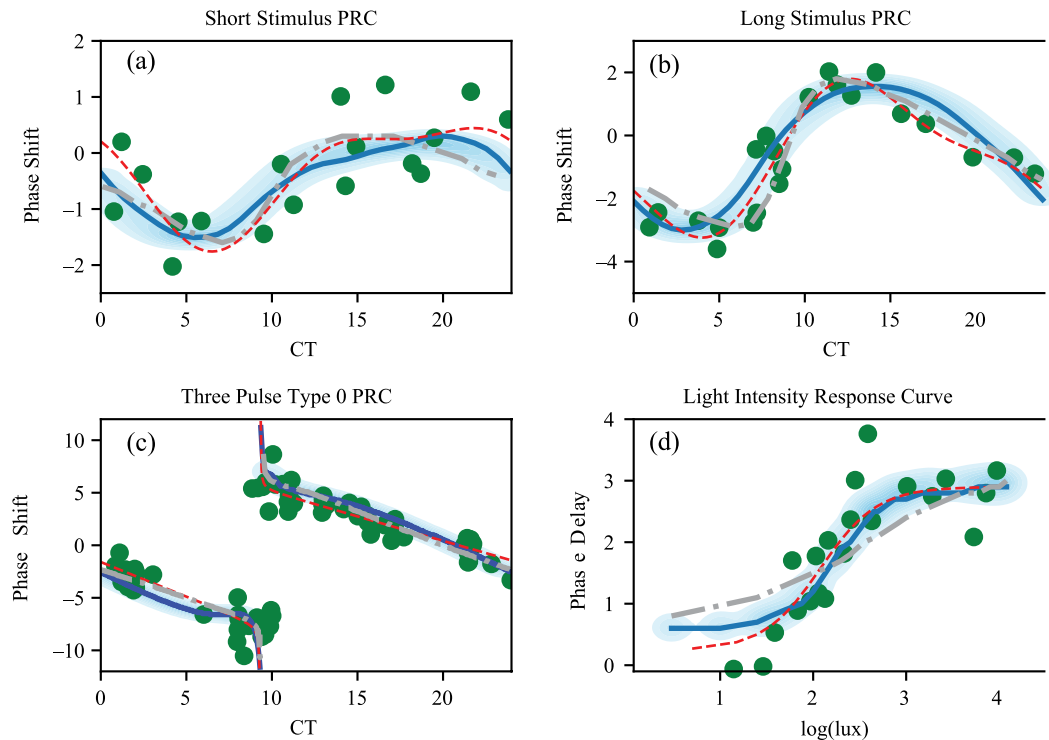 Short Stimulus PRC
Long Stimulus PRC
(a)
(b)
2
1
0
–1
–2
Phase Shift
0
5
10
15
20
CT
2
0
–2
–4
Phase Shift
0
5
10
15
20
CT
Three Pulse Type 0 PRC
Light Intensity Response Curve
(c)
(d)
10
5
0
–5
–10
Phase Shift
0
5
10
15
20
CT
4
3
2
1
0
Phas e D elay
1
2
3
4
log(lux)